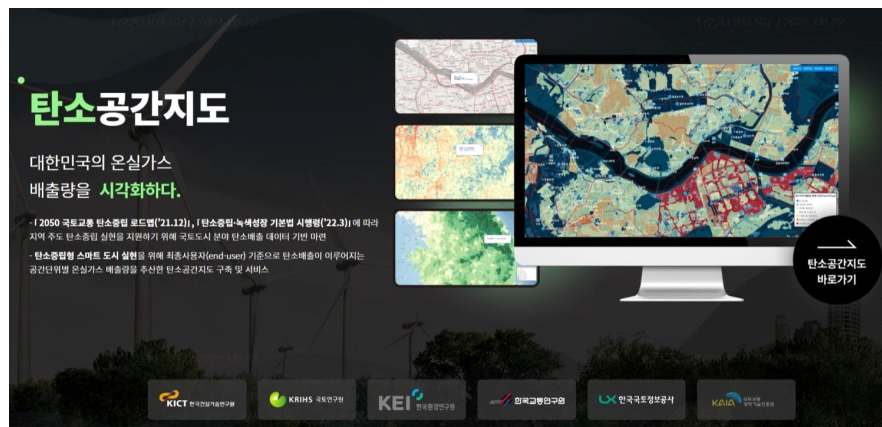 탄소공간지도
대한민국의 온실가스
배출량을 시각화하다.
- ｢2050 국토교통 탄소중립 로드맵('21.12)｣, ｢탄소중립·녹색성장 기본법 시행령('22.3)｣에 따라
지역 주도 탄소중립 실현을 지원하기 위해 국토도시 분야 탄소배출 데이터 기반 마련
- 탄소중립형 스마트 도시 실현을 위해 최종사용자(end-user) 기준으로 탄소배출이 이루어지는
공간단위별 온실가스 배출량을 추산한 탄소공간지도 구축 및 서비스
탄소공간지도
바로가기
KICT 한국건설기술연구원
KRIHS 국토연구원
KEI 한국환경연구원
한국교통연구원
LX 한국국토정보공사
KAIA